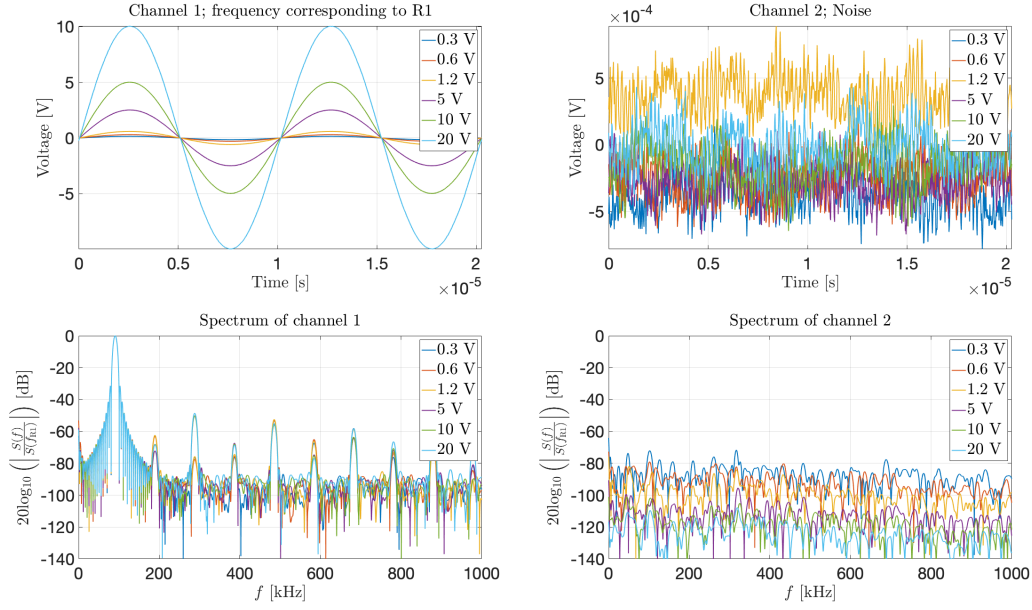 Channel 1; frequency corresponding to R1
10
5
0
-5
Voltage [V]
0 0.5 1 1.5 2
Time [s]
×10⁻⁵
0.3 V
0.6 V
1.2 V
5 V
10 V
20 V
Channel 2; Noise
×10⁻⁴
5
0
-5
Voltage [V]
0 0.5 1 1.5 2
Time [s]
×10⁻⁵
0.3 V
0.6 V
1.2 V
5 V
10 V
20 V
Spectrum of channel 1
0
-20
-40
-60
-80
-100
-120
-140
20log₁₀(|S(f)/S(f_R1)|) [dB]
0 200 400 600 800 1000
f [kHz]
0.3 V
0.6 V
1.2 V
5 V
10 V
20 V
Spectrum of channel 2
0
-20
-40
-60
-80
-100
-120
-140
20log₁₀(|S(f)/S(f_R1)|) [dB]
0 200 400 600 800 1000
f [kHz]
0.3 V
0.6 V
1.2 V
5 V
10 V
20 V